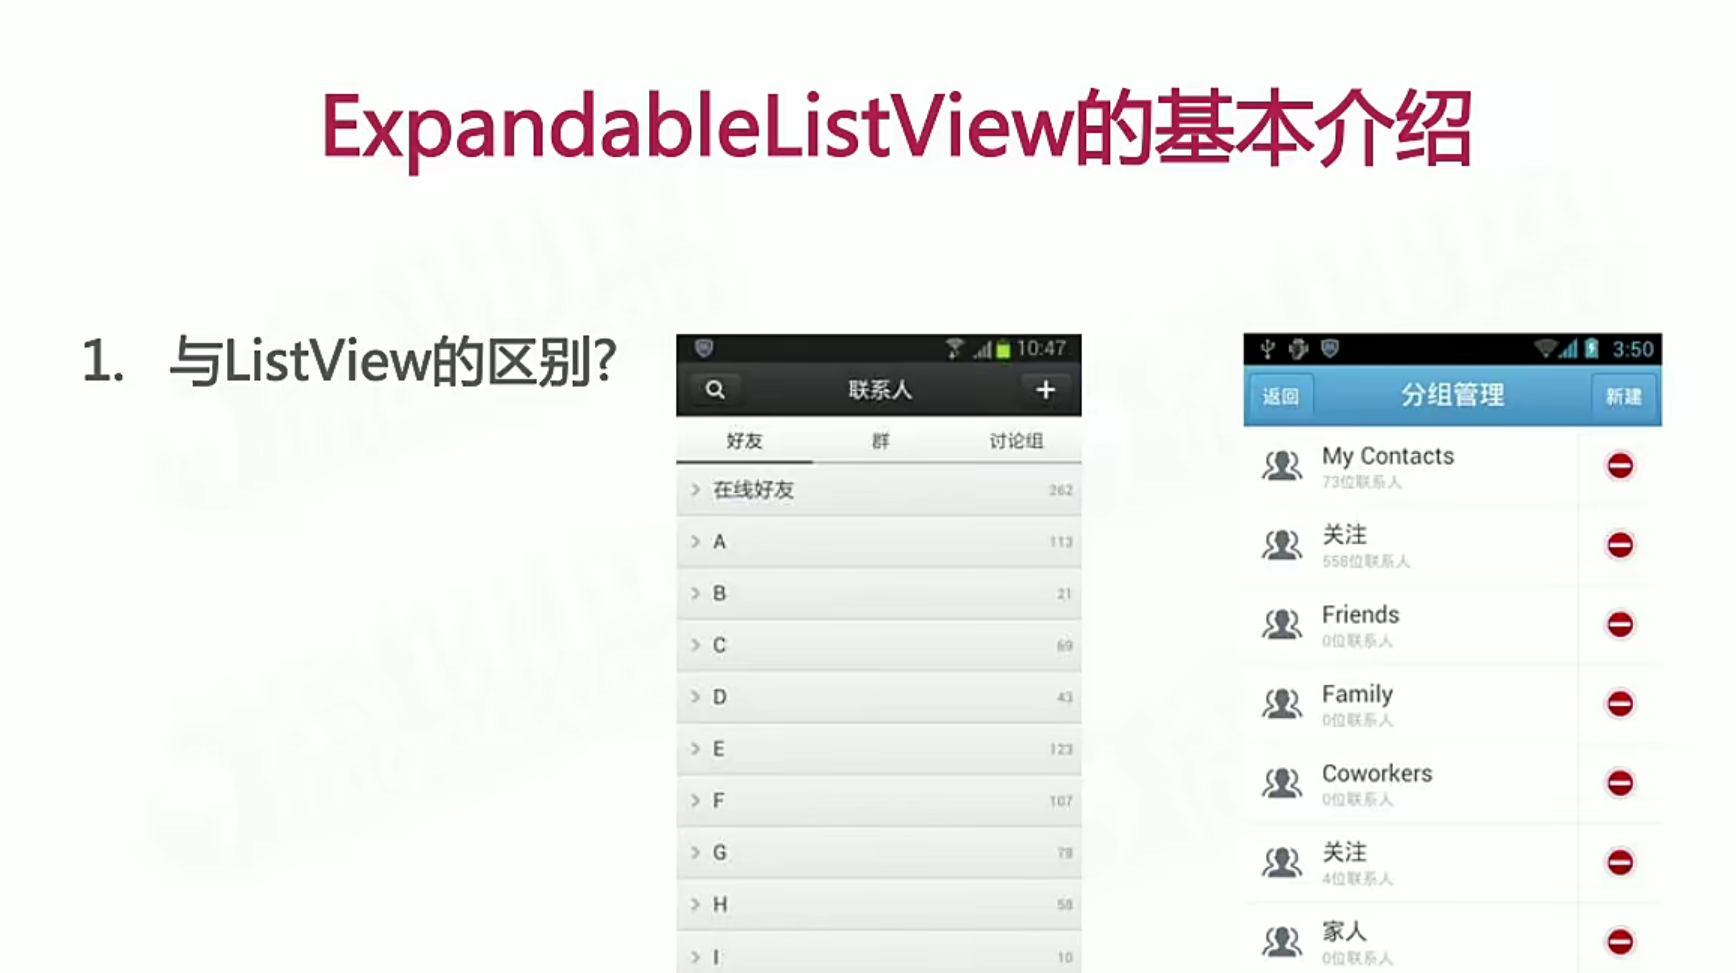 ExpandableListView的基本介绍
1. 与ListView的区别?
10:47
联系人
好友 群 讨论组
在线好友 262
A 113
B 21
C 69
D 43
E 123
F 107
G 78
H 58
I 10
3:50
返回 分组管理 新建
My Contacts
73位联系人
关注
558位联系人
Friends
0位联系人
Family
0位联系人
Coworkers
0位联系人
关注
4位联系人
家人
0位联系人